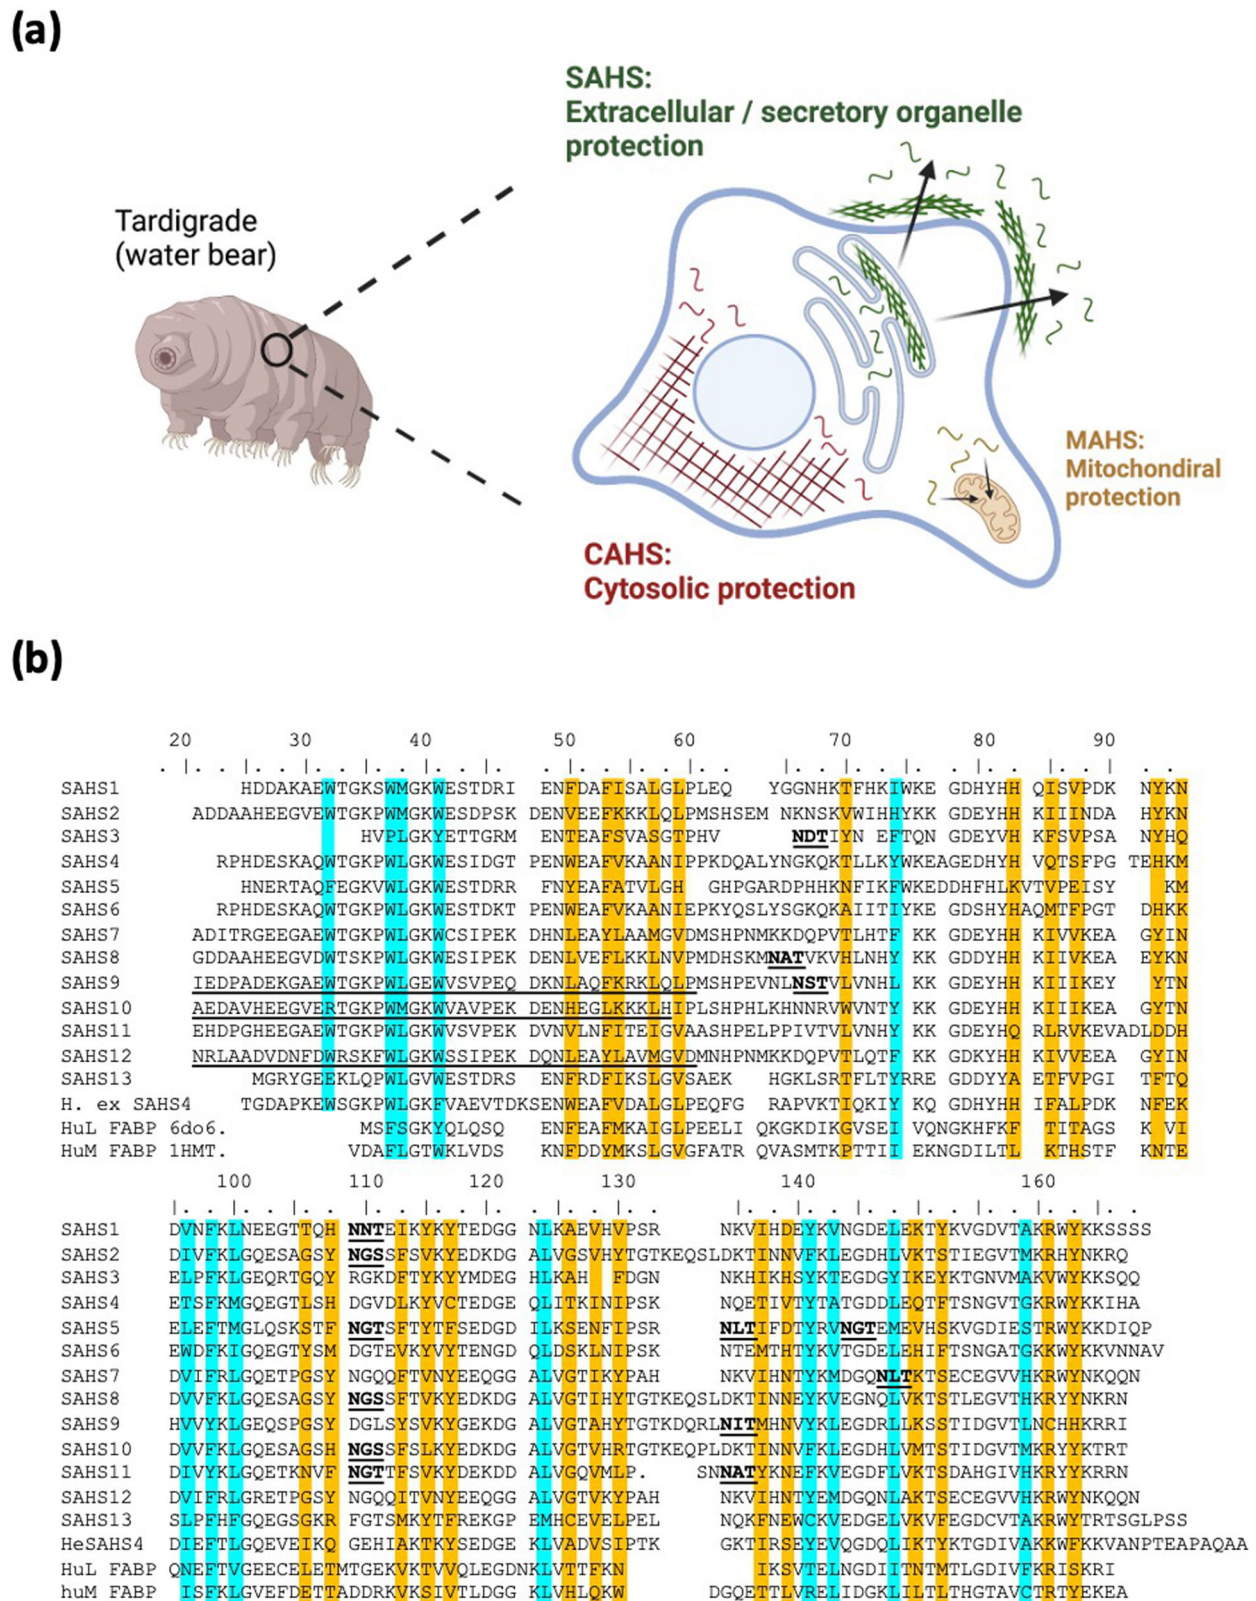 (a)
SAHS:
Extracellular / secretory organelle
protection
Tardigrade
(water bear)
MAHS:
Mitochondiral
protection
CAHS:
Cytosolic protection
(b)
20 30 40 50 60 70 80 90
SAHS1 HDDAKAEWTGKSWMGKWESTDRI ENFDAFISALGLPLEQ YGGNHKTFHKIWKE GDHYHH QISVPDK NYKN
SAHS2 ADDAAHEEGVEWTGKPWLGKWESDPSK DENVEEFKKKLQLPMSHSEM NKNSKVWIHHYKK GDEYHH KIIINDA HYKN
SAHS3 HVPLGKYETTGRM ENTEAFSVASGTPHV NDTIYN EFTQN GDEYVH KFSVPSA NYHQ
SAHS4 RPHDESKAQWTGKPWLGKWESIDGT PENWEAFVKAANIPPKDQALYNGKQKTLLKYWKEAGEDHYH VQTSFPG TEHKM
SAHS5 HNERTAQFEGKVWLGKWESTDRR FNYEAFATVLGH GHPGARDPHHKNFIKFWKEDDHFHLKVTVPEISY KM
SAHS6 RPHDESKAQWTGKPWLGKWESTDKT PENWEAFVKAANIEPKYQSLYSGKQKAIITIYKE GDSHYHAQMTFPGT DHKK
SAHS7 ADITRGEEGAEWTGKPWLGKWCSIPEK DHNLEAYLAAMGVDMSHPNMKKDQPVTLHTF KK GDEYHH KIVVKEA GYIN
SAHS8 GDDAAHEEGVDWTSKPWLGKWESIPEK DENLVEFLKKLNVPMDHSKMNATVKVHLNHY KK GDEYHH KIVIKEA EYKN
SAHS9 IEDPADEKGAEWTGKPWLGEWVSVPEQ DKNLAQFKRKLQLPMSHPEVNLNSTVLVNHL KK GDEYHH KIIIKEY YTN
SAHS10 AEDAVHEEGVERTGKPWMGKWVAVPEK DENHEGLKKKLHIPLSHPHLKHNNRVWVNTY KK GDEYHH KIVIKEA GYTN
SAHS11 EHDPGHEEGAEWTGKPWLGKWVSVPEK DVNVLNFITEIGVAASHPELPPIVTVLVNHY KK GDEYHQ RLRVKEVADLDDH
SAHS12 NRLAADVDNFDWRSKFWLGKWSSIPEK DQNLEAYLAVMGVDMNHPNMKKDQPVTLQTF KK GDKYHH KIVVEEA GYIN
SAHS13 MGRYGEEKLQPWLGVWESTDRS ENFRDFIKSLGVSAEK HGKLSRTFLTYRREGDDYYA ETFVPGI TFTQ
H. ex SAHS4 TGDAPKEWSGKPWLGKFVAEVTDKSENWEAFVDALGLPEQFG RAPVKTIQKIY KQ GDHYHH IFALPDK NFEK
HuL FABP 6do6. MSFSGKYQLQSQ ENFEAFMKAIGLPEELI QKGKDIKGVSEI VQNGKHFKF TITAGS K VI
HuM FABP 1HMT. VDAFLGTWKLVDS KNFDDYMKSLGVGFATR QVASMTKPTTII EKNGDILTL KTHSTF KNTE
100 110 120 130 140 160
SAHS1 DVNFKLNEEGTTQH NNTEIKYKYTEDGG NLKAEVHVPSR NKVIHDEYKVNGDELEKTYKVGDVTAKRWYKKSSSS
SAHS2 DIVFKLGQESAGSY NGSSFSVKYEDKDG ALVGSVHYTGTKEQSLDKTINNVFKLEGDHLVKTSTIEGVTMKRHYNKRQ
SAHS3 ELPFKLGEQRTGQY RGKDFTYKYYMDEG HLKAH FDGN NKHIKHSYKTEGDGYIKEYKTGNVMAKVWYKKSQQ
SAHS4 ETSFKMGQEGTLSH DGVDLKYVCTEDGE QLITKINIPSK NQETIVTYTATGDDLEQTFTSNGVTGKRWYKKIHA
SAHS5 ELEFTMGLQSKSTF NGTSFTYTFSEDGD ILKSENFIPSR NLTIFDTYRVNGTEMEVHSKVGDIESTRWYKKDIQP
SAHS6 EWDFKIGQEGTYSM DGTEVKYVYTENGD QLDSKLNIPSK NTEMTHTYKVTGDELEHIFTSNGATGKKWYKKVNNAV
SAHS7 DVIFRLGQETPGSY NGQQFTVNYEEQGG ALVGTIKYPAH NKVIHNTYKMDGQNLTKTSECEGVVHKRWYNKQQN
SAHS8 DVVFKLGQESAGSY NGSSFTVKYEDKDG ALVGTIHYTGTKEQSLDKTINNEYKVEGNQLVKTSTLEGVTHKRYYNKRN
SAHS9 HVVYKLGEQSPGSY DGLSYSVKYGEKDG ALVGTAHYTGTKDQRLNITMHNVYKLEGDRLLKSSTIDGVTLNCHHKRRI
SAHS10 DVVFKLGQESAGSH NGSSFSLKYEDKDG ALVGTVHRTGTKEQPLDKTINNVFKLEGDHLVMTSTIDGVTMKRYYKTRT
SAHS11 DIVYKLGQETKNVF NGTTFSVKYDEKDD ALVGQVMLP. SNNATYKNEFKVEGDFLVKTSDAHGIVHKRYYKRRN
SAHS12 DVIFRLGRETPGSY NGQQITVNYEEQGG ALVGTVKYPAH NKVIHNTYEMDGQNLAKTSECEGVVHKRWYNKQQN
SAHS13 SLPFHFGQEGSGKR FGTSMKYTFREKGP EMHCEVELPEL NQKFNEWCKVEDGELVKVFEGDCVTAKRWYTRTSGLPSS
HeSAHS4 DIEFTLGQEVEIKQ GEHIAKTKYSEDGE KLVADVSIPTK GKTIRSEYEVQGDQLIKTYKTGDIVAKKWFKKVANPTEAPAQAA
HuL FABP QNEFTVGEECELETMTGEKVKTVVQLEGDNKLVTTFKN IKSVTELNGDIITNTMTLGDIVFKRISKRI
huM FABP ISFKLGVEFDETTADDRKVKSIVTLDGG KLVHLQKW DGQETTLVRELIDGKLILTLTHGTAVCTRTYEKEA